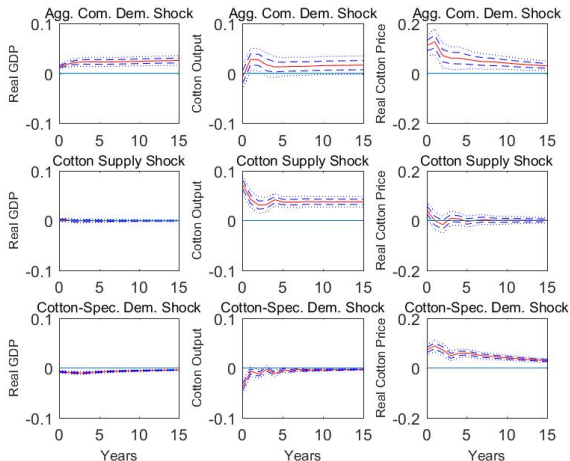 Agg. Com. Dem. Shock
Real GDP
0.1
0
-0.1
0 5 10 15
Agg. Com. Dem. Shock
Cotton Output
0.1
0
-0.1
0 5 10 15
Agg. Com. Dem. Shock
Real Cotton Price
0.2
0
-0.2
0 5 10 15
Cotton Supply Shock
Real GDP
0.1
0
-0.1
0 5 10 15
Cotton Supply Shock
Cotton Output
0.1
0
-0.1
0 5 10 15
Cotton Supply Shock
Real Cotton Price
0.2
0
-0.2
0 5 10 15
Cotton-Spec. Dem. Shock
Real GDP
0.1
0
-0.1
0 5 10 15
Years
Cotton-Spec. Dem. Shock
Cotton Output
0.1
0
-0.1
0 5 10 15
Years
Cotton-Spec. Dem. Shock
Real Cotton Price
0.2
0
-0.2
0 5 10 15
Years